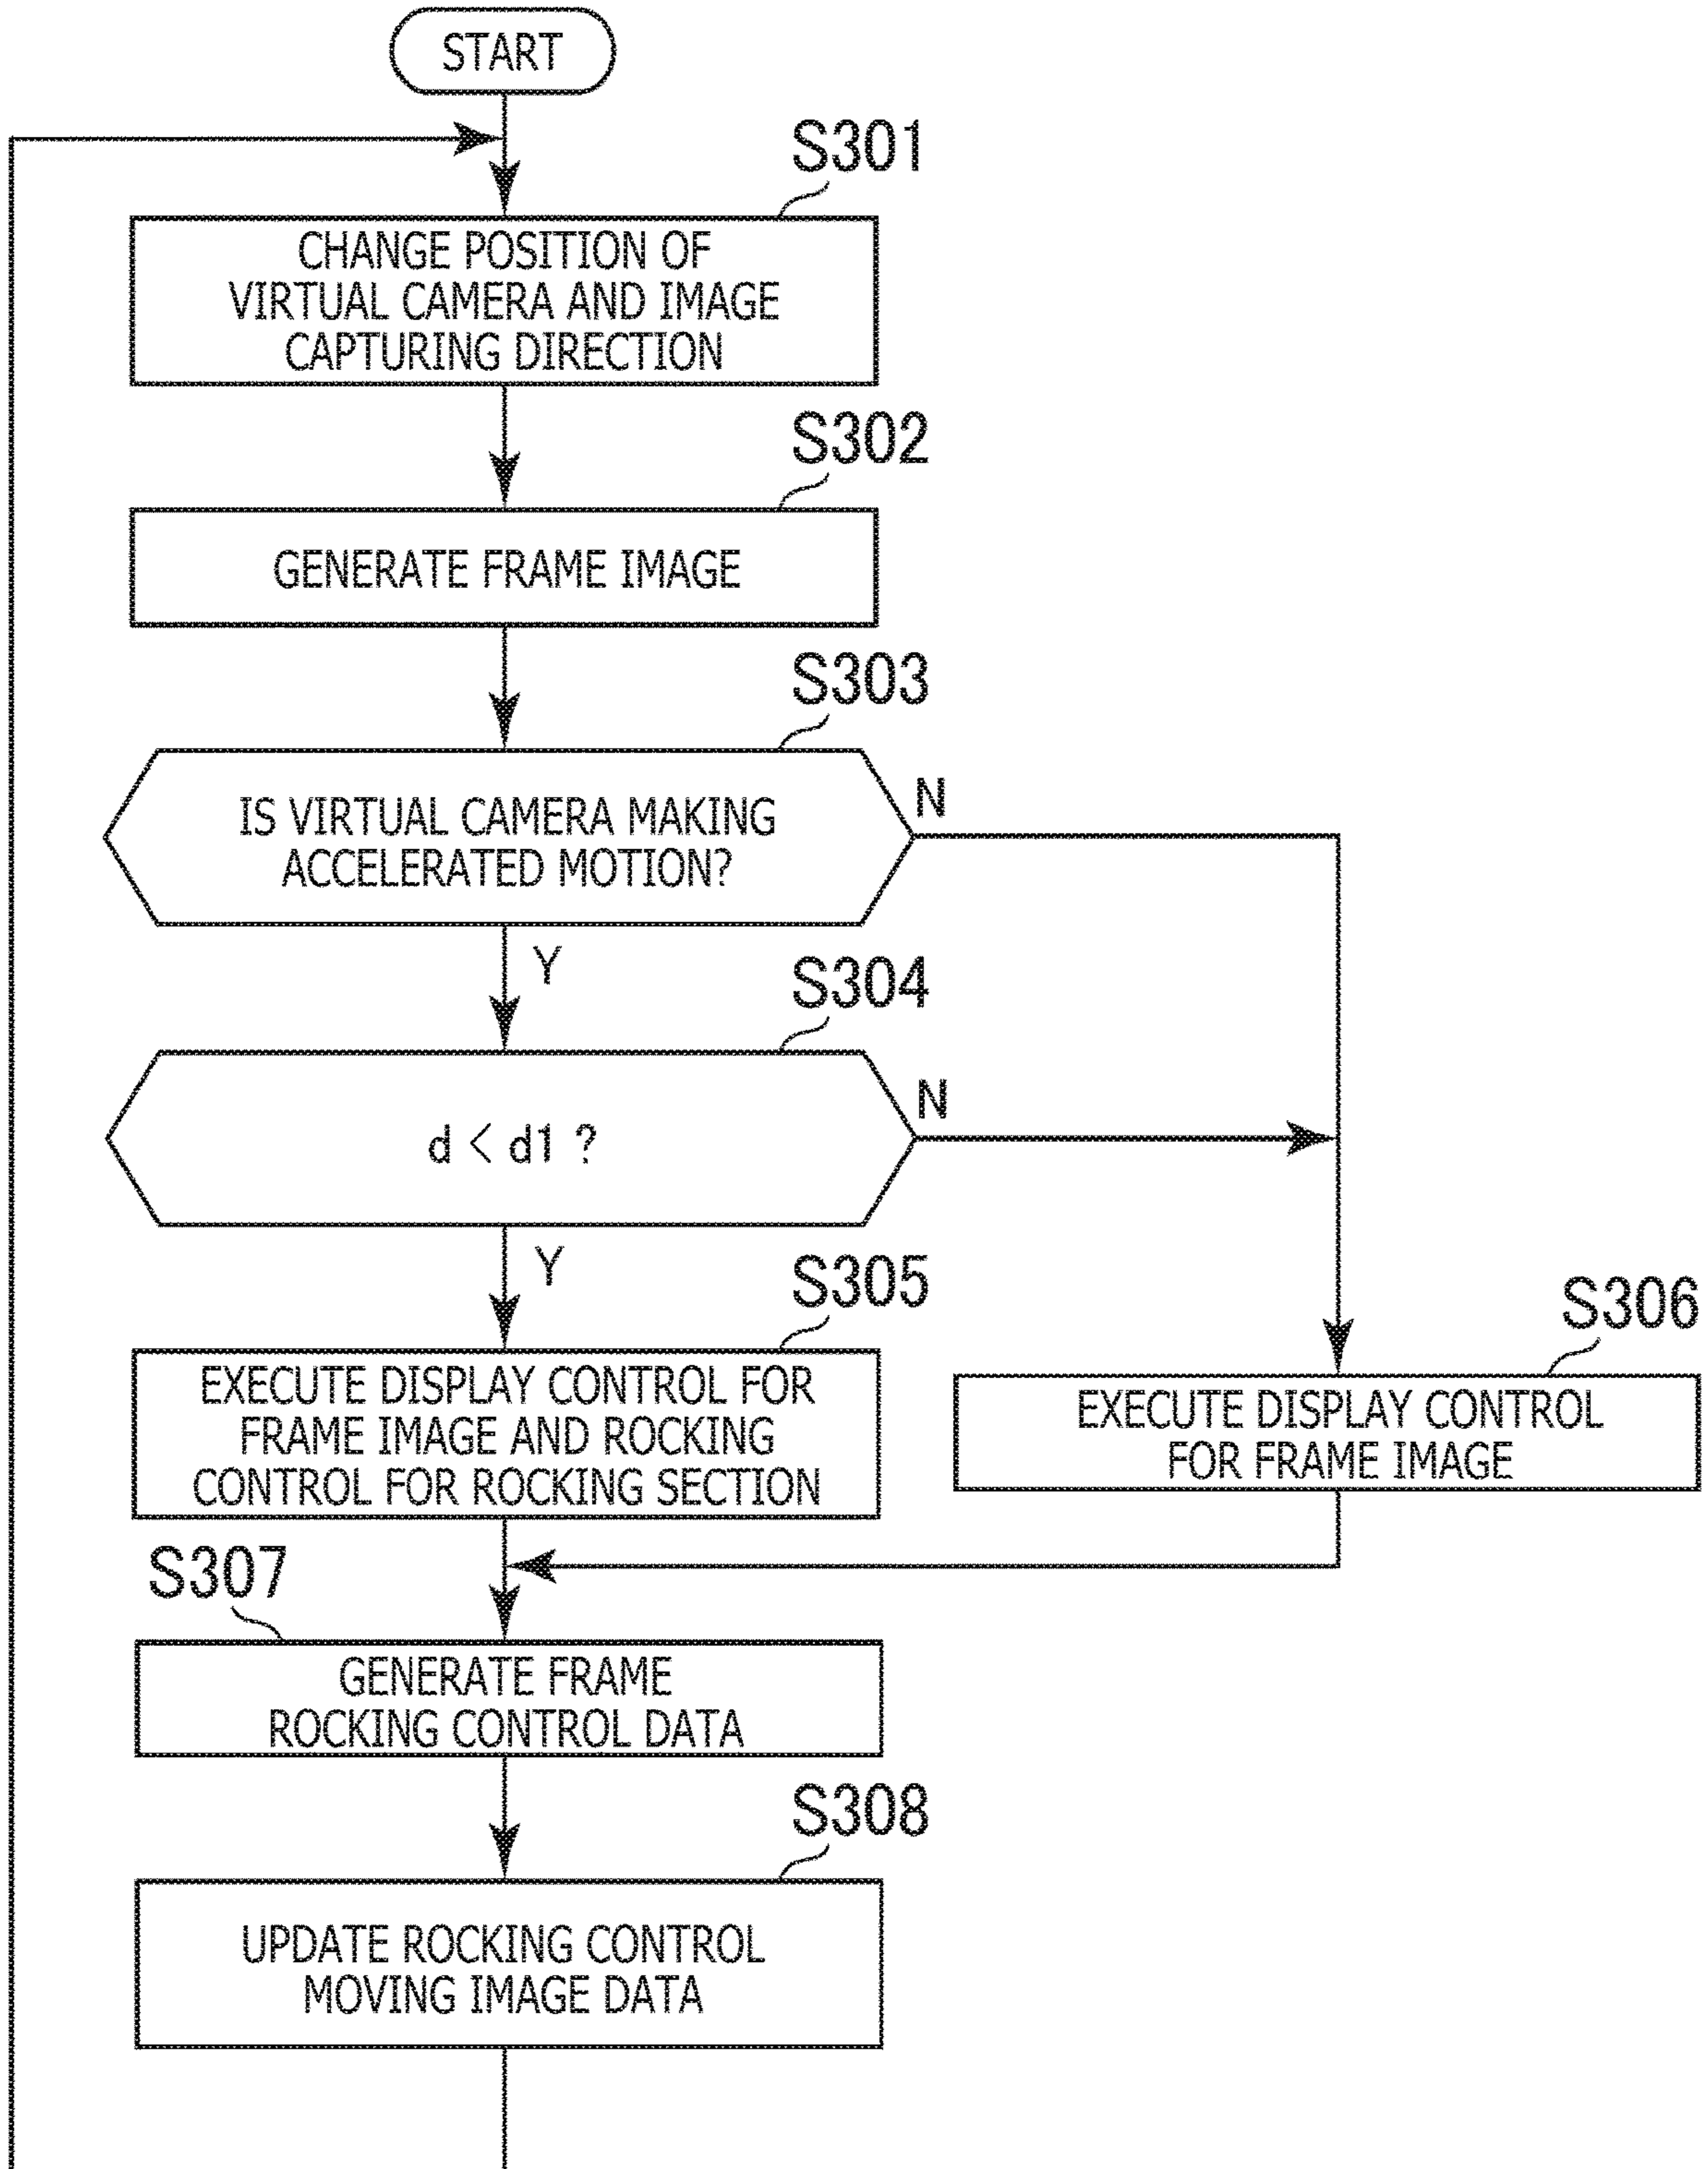 START
S301
CHANGE POSITION OF
VIRTUAL CAMERA AND IMAGE
CAPTURING DIRECTION
S302
GENERATE FRAME IMAGE
S303
IS VIRTUAL CAMERA MAKING
ACCELERATED MOTION?
N
Y
S304
d < d1 ?
N
Y
S305
EXECUTE DISPLAY CONTROL FOR
FRAME IMAGE AND ROCKING
CONTROL FOR ROCKING SECTION
S306
EXECUTE DISPLAY CONTROL
FOR FRAME IMAGE
S307
GENERATE FRAME
ROCKING CONTROL DATA
S308
UPDATE ROCKING CONTROL
MOVING IMAGE DATA